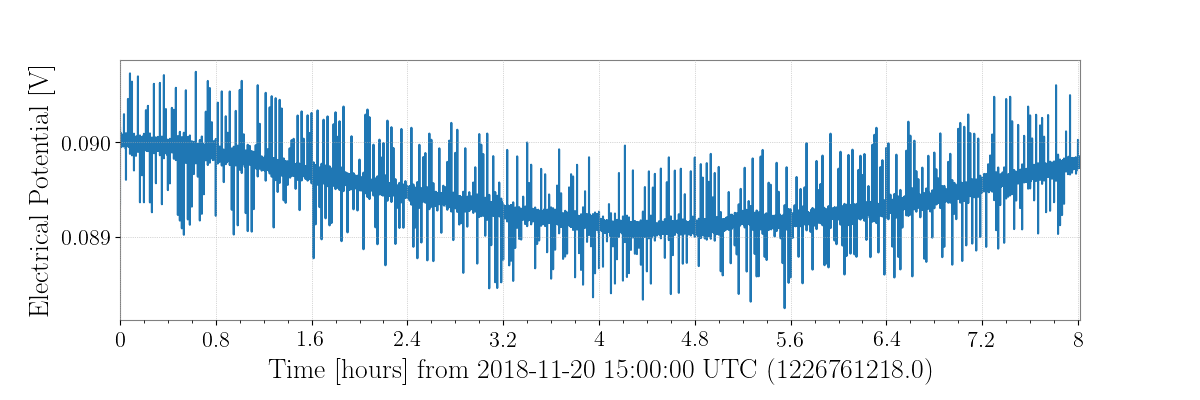 Electrical Potential [V]
0.090
0.089
0 0.8 1.6 2.4 3.2 4 4.8 5.6 6.4 7.2 8
Time [hours] from 2018-11-20 15:00:00 UTC (1226761218.0)